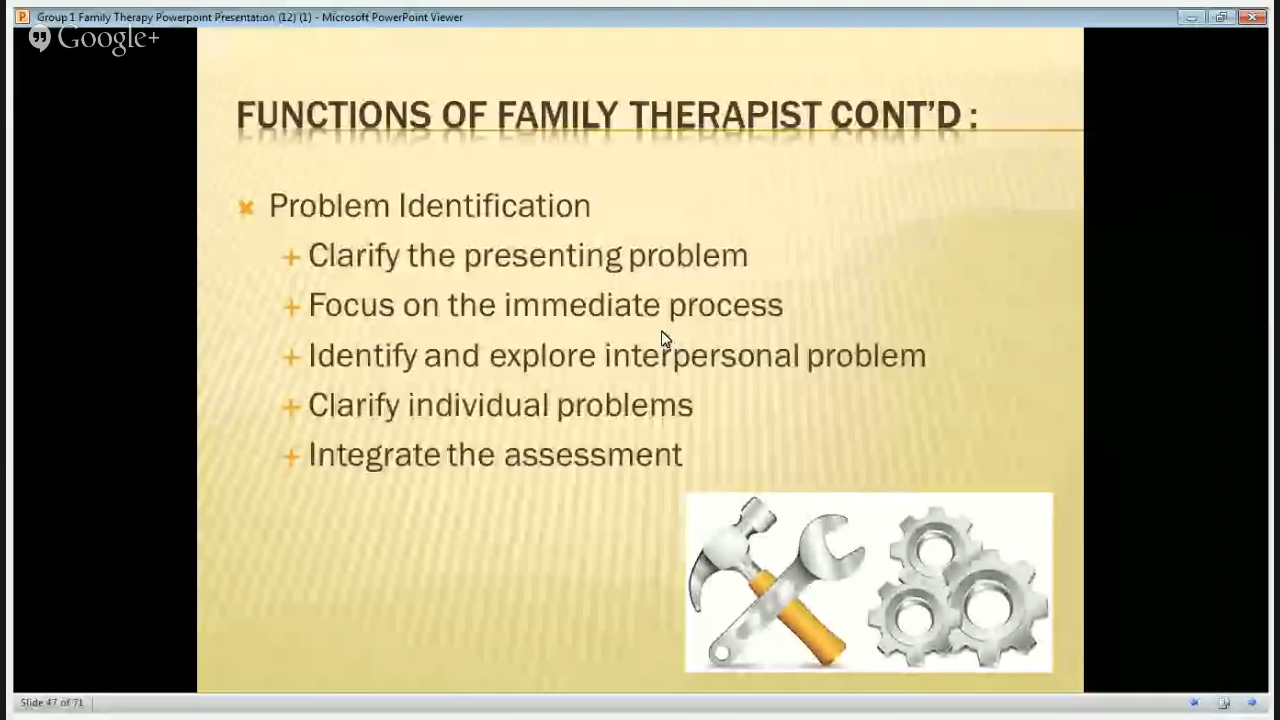 Group 1 Family Therapy Powerpoint Presentation (12) (1) - Microsoft PowerPoint Viewer
Google+
FUNCTIONS OF FAMILY THERAPIST CONT'D :
Problem Identification
Clarify the presenting problem
Focus on the immediate process
Identify and explore interpersonal problem
Clarify individual problems
Integrate the assessment
Slide 47 of 71